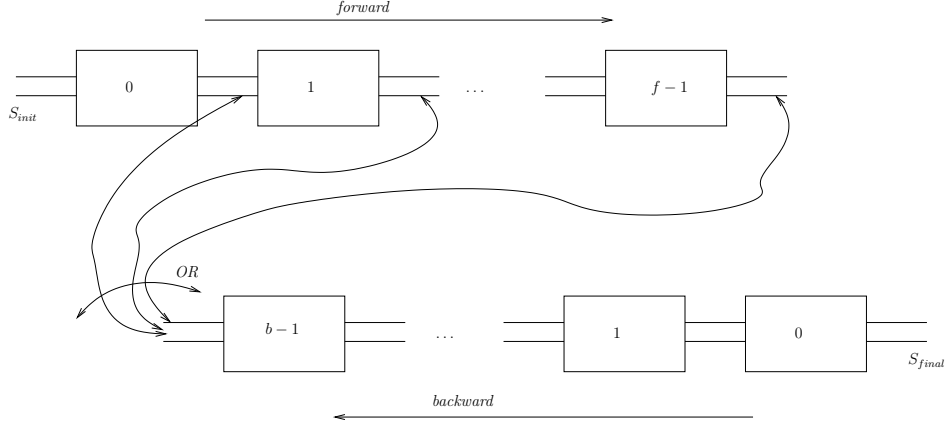 forward
0
1
...
f − 1
S_init
OR
b − 1
...
1
0
S_final
backward